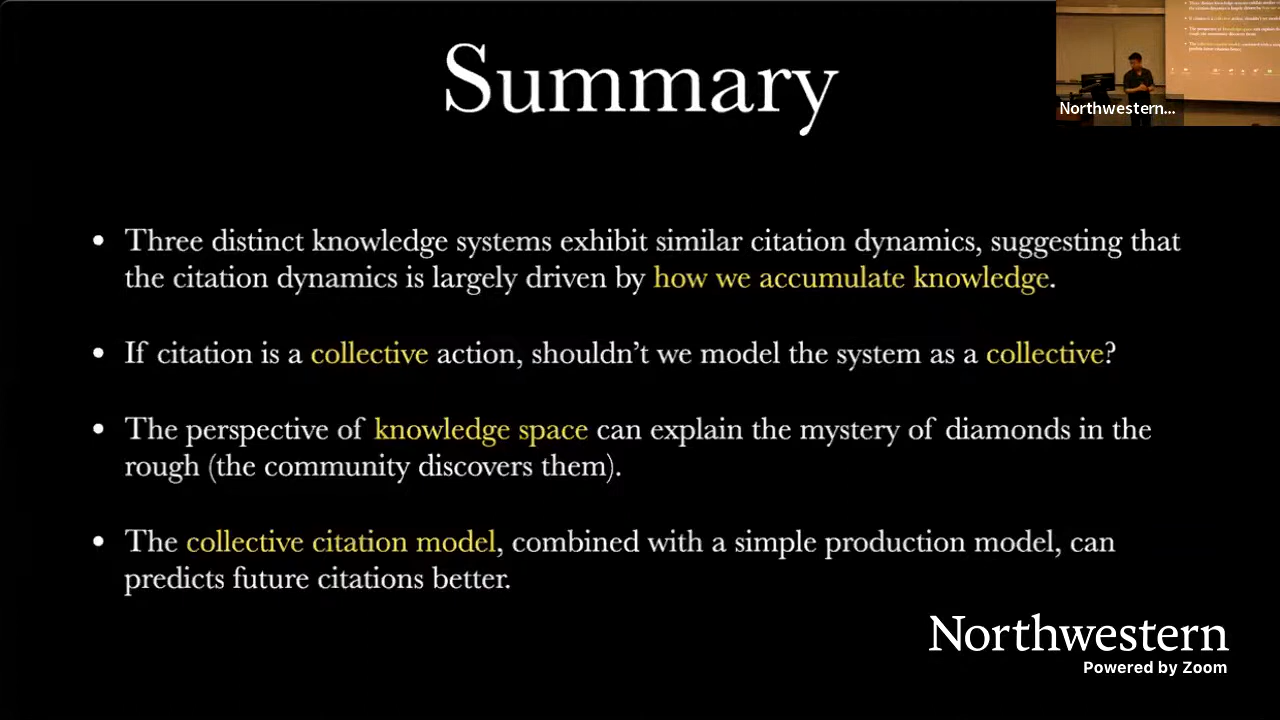 Summary
Northwestern...
• Three distinct knowledge systems exhibit similar citation dynamics, suggesting that
the citation dynamics is largely driven by how we accumulate knowledge.
• If citation is a collective action, shouldn’t we model the system as a collective?
• The perspective of knowledge space can explain the mystery of diamonds in the
rough (the community discovers them).
• The collective citation model, combined with a simple production model, can
predicts future citations better.
Northwestern
Powered by Zoom